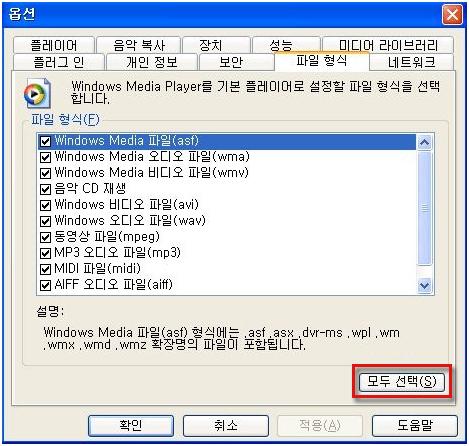 옵션
플레이어 음악 복사 장치 성능 미디어 라이브러리
플러그 인 개인 정보 보안 파일 형식 네트워크
Windows Media Player를 기본 플레이어로 설정할 파일 형식을 선택
합니다.
파일 형식(F)
Windows Media 파일(asf)
Windows Media 오디오 파일(wma)
Windows Media 비디오 파일(wmv)
음악 CD 재생
Windows 비디오 파일(avi)
Windows 오디오 파일(wav)
동영상 파일(mpeg)
MP3 오디오 파일(mp3)
MIDI 파일(midi)
AIFF 오디오 파일(aiff)
설명:
Windows Media 파일(asf) 형식에는 .asf .asx .dvr-ms .wpl .wm
.wmx .wmd .wmz 확장명의 파일이 포함됩니다.
모두 선택(S)
확인 취소 적용(A) 도움말